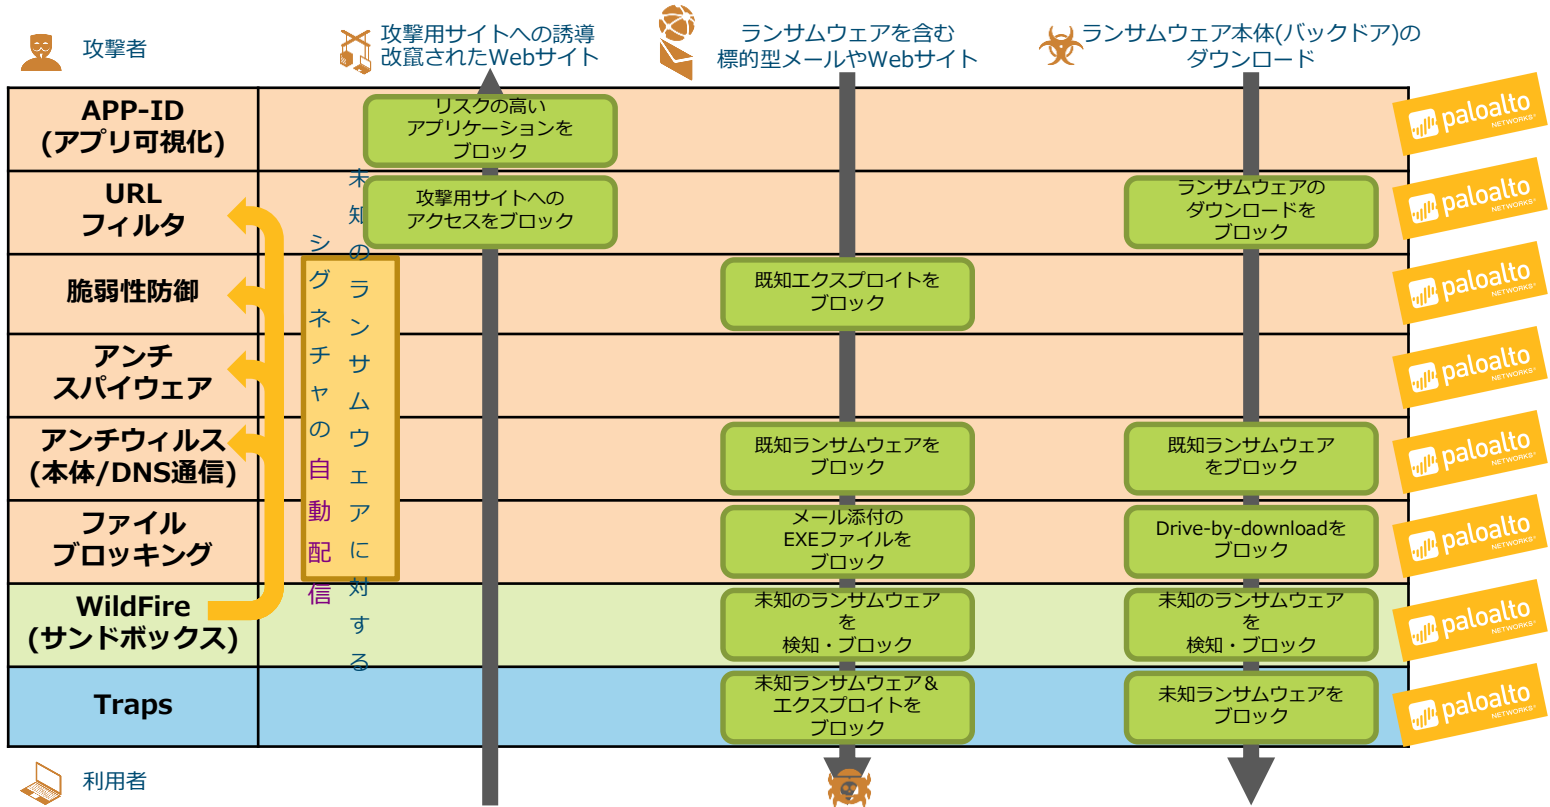 攻撃者
攻撃用サイトへの誘導
改竄されたWebサイト
ランサムウェアを含む
標的型メールやWebサイト
ランサムウェア本体(バックドア)の
ダウンロード
APP-ID
(アプリ可視化)
リスクの高い
アプリケーションを
ブロック
paloalto
NETWORKS®
URL
フィルタ
攻撃用サイトへの
アクセスをブロック
ランサムウェアの
ダウンロードを
ブロック
paloalto
NETWORKS®
未知のランサムウェアに対する
シグネチャの自動配信
脆弱性防御
既知エクスプロイトを
ブロック
paloalto
NETWORKS®
アンチ
スパイウェア
paloalto
NETWORKS®
アンチウィルス
(本体/DNS通信)
既知ランサムウェアを
ブロック
既知ランサムウェア
をブロック
paloalto
NETWORKS®
ファイル
ブロッキング
メール添付の
EXEファイルを
ブロック
Drive-by-downloadを
ブロック
paloalto
NETWORKS®
WildFire
(サンドボックス)
未知のランサムウェア
を
検知・ブロック
未知のランサムウェア
を
検知・ブロック
paloalto
NETWORKS®
Traps
未知ランサムウェア＆
エクスプロイトを
ブロック
未知ランサムウェアを
ブロック
paloalto
NETWORKS®
利用者